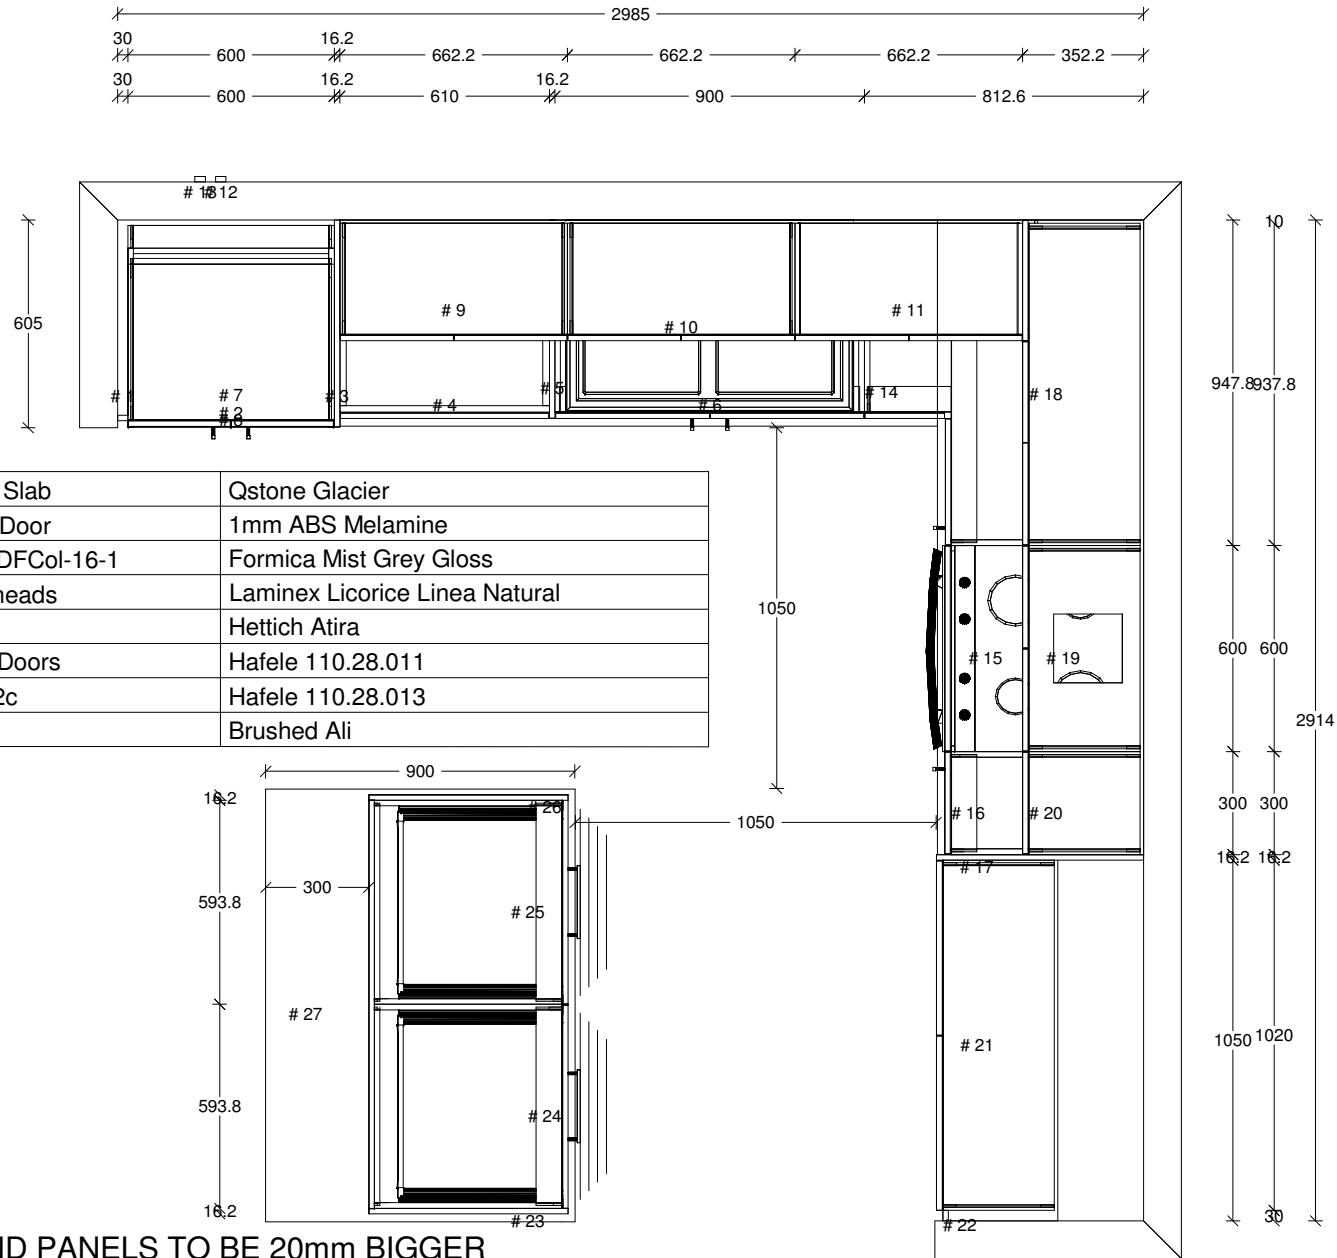 2985
30 600 16.2 662.2 662.2 662.2 352.2
30 600 16.2 610 16.2 900 812.6
# 13 # 12
605
# 9 # 10 # 11
# 1 # 7 # 3 # 5 # 14 # 18
# 2 # 4 # 6
10
947.8 937.8
Slab Qstone Glacier
Door 1mm ABS Melamine
DFCol-16-1 Formica Mist Grey Gloss
heads Laminex Licorice Linea Natural
Hettich Atira
Doors Hafele 110.28.011
2c Hafele 110.28.013
Brushed Ali
1050
# 15 # 19
600 600
2914
900
16.2
# 26
1050
# 16 # 20
300 300
# 17
16.2 16.2
300
593.8
# 25
# 27
# 21
1050 1020
593.8
# 24
16.2
# 23
# 22
30
ND PANELS TO BE 20mm BIGGER